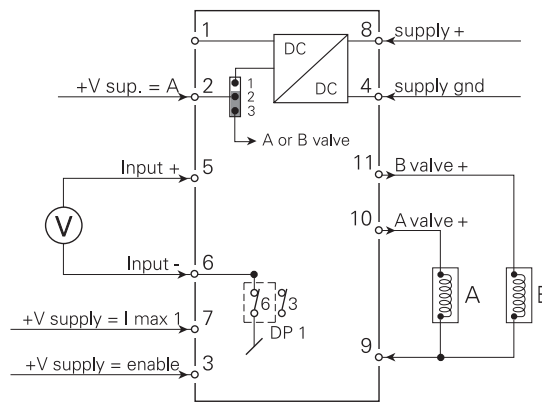 1
8
supply +
DC
DC
+V sup. = A
2
1
2
3
4
supply gnd
A or B valve
Input +
5
11
B valve +
V
10
A valve +
Input -
6
6
3
A
B
DP 1
+V supply = I max 1
7
9
+V supply = enable
3